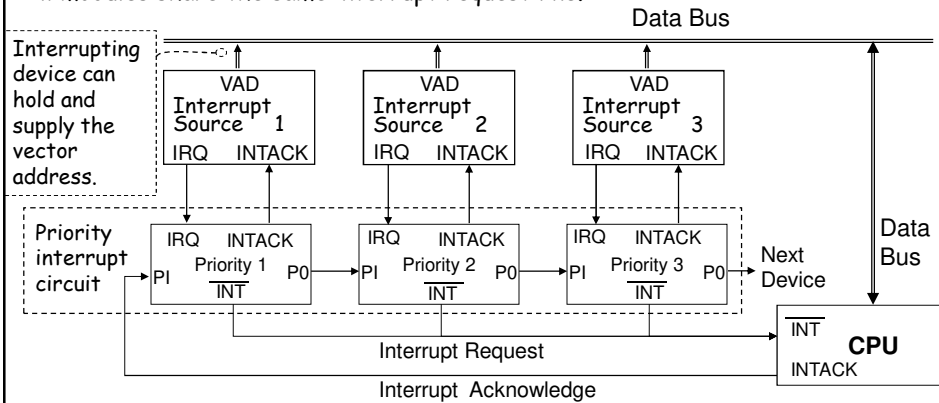 modules share the same interrupt request line.
Data Bus
Interrupting
device can
hold and
supply the
vector
address.
VAD
Interrupt
Source 1
IRQ INTACK
VAD
Interrupt
Source 2
IRQ INTACK
VAD
Interrupt
Source 3
IRQ INTACK
Priority
interrupt
circuit
IRQ INTACK
PI Priority 1 P0
INT
IRQ INTACK
PI Priority 2 P0
INT
IRQ INTACK
PI Priority 3 P0
INT
Next
Device
Data
Bus
INT
CPU
INTACK
Interrupt Request
Interrupt Acknowledge